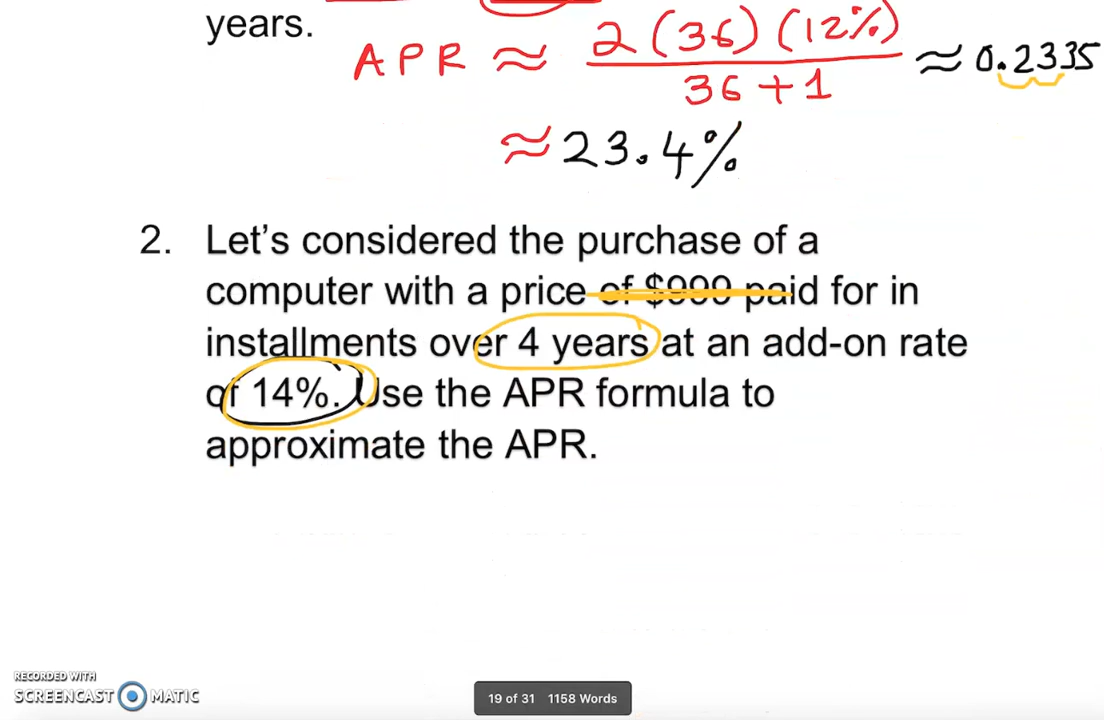 years.
APR ≈ 2(36)(12%) / 36+1 ≈ 0.2335
≈ 23.4%
2. Let's considered the purchase of a
computer with a price of $999 paid for in
installments over 4 years at an add-on rate
of 14%. Use the APR formula to
approximate the APR.
RECORDED WITH
SCREENCAST MATIC
19 of 31 1158 Words